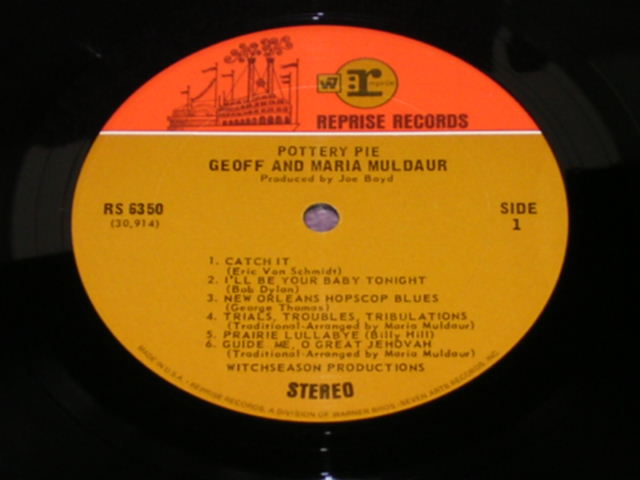 W7
r
reprise
REPRISE RECORDS
POTTERY PIE
GEOFF AND MARIA MULDAUR
Produced by Joe Boyd
RS 6350
(30,914)
SIDE
1
1. CATCH IT
(Eric Von Schmidt)
2. I'LL BE YOUR BABY TONIGHT
(Bob Dylan)
3. NEW ORLEANS HOPSCOP BLUES
(George Thomas)
4. TRIALS, TROUBLES, TRIBULATIONS
(Traditional-Arranged by Maria Muldaur)
5. PRAIRIE LULLABYE (Billy Hill)
6. GUIDE ME, O GREAT JEHOVAH
(Traditional-Arranged by Maria Muldaur)
WITCHSEASON PRODUCTIONS
STEREO
MADE IN U.S.A. • REPRISE RECORDS, A DIVISION OF WARNER BROS.-SEVEN ARTS RECORDS, INC.